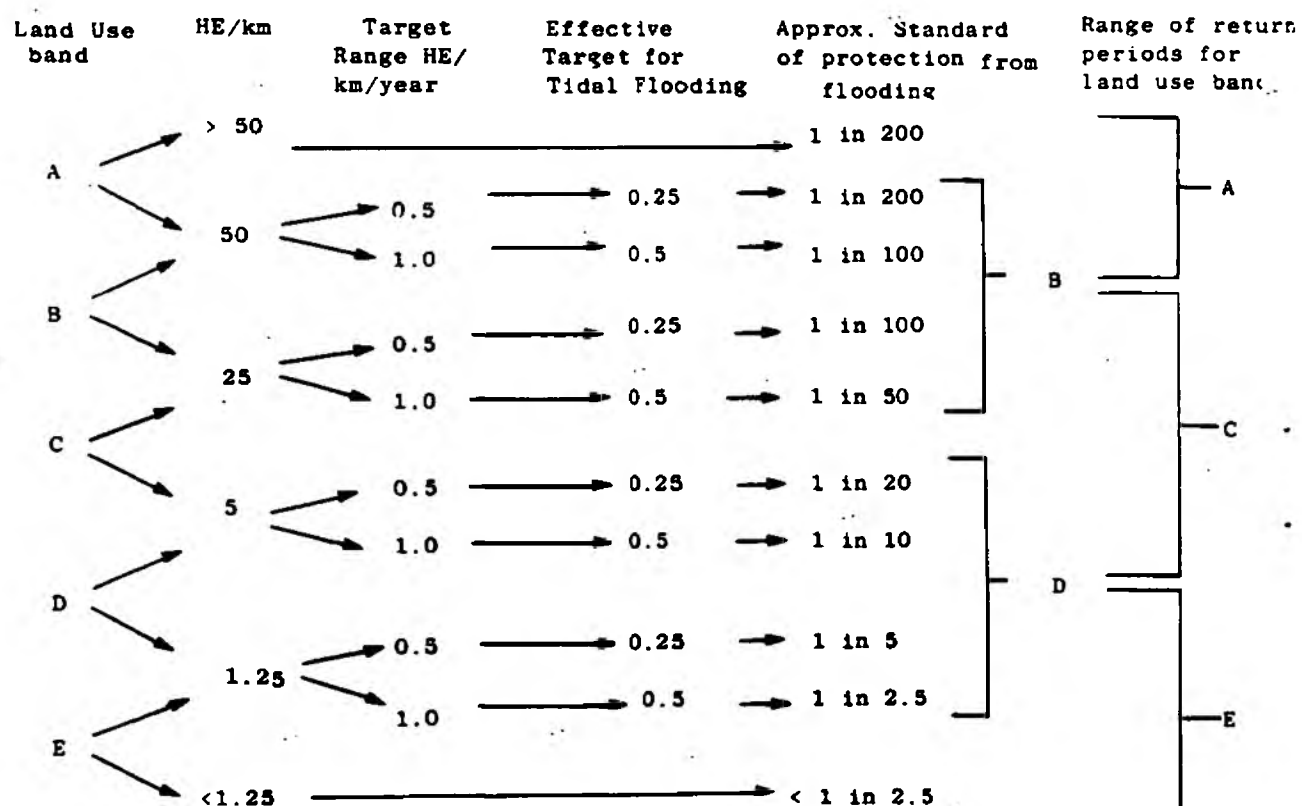 Land Use band
HE/km
Target Range HE/ km/year
Effective Target for Tidal Flooding
Approx. Standard of protection from flooding
Range of return periods for land use band
> 50
1 in 200
A
0.5
0.25
1 in 200
A
50
1.0
0.5
1 in 100
B
B
0.5
0.25
1 in 100
25
1.0
0.5
1 in 50
C
C
0.5
0.25
1 in 20
5
1.0
0.5
1 in 10
D
D
0.5
0.25
1 in 5
1.25
1.0
0.5
1 in 2.5
E
E
<1.25
< 1 in 2.5